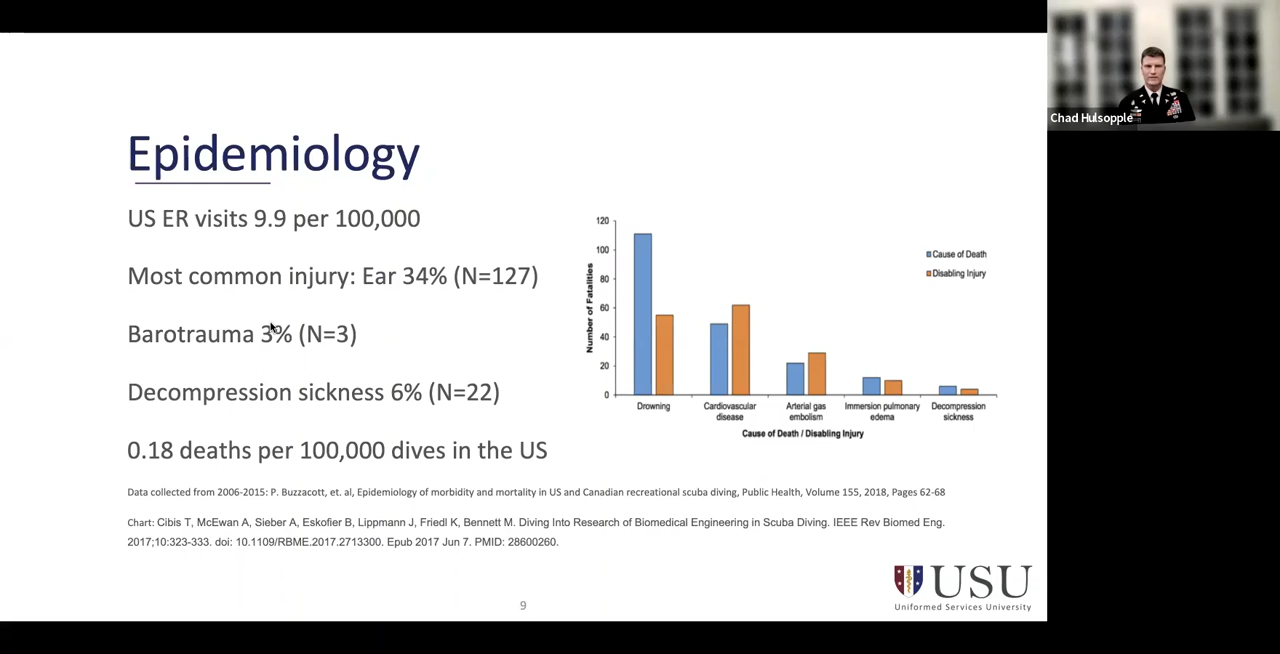 Chad Hulsopple
Epidemiology
US ER visits 9.9 per 100,000
Most common injury: Ear 34% (N=127)
Barotrauma 3% (N=3)
Decompression sickness 6% (N=22)
0.18 deaths per 100,000 dives in the US
Number of Fatalities
120
100
80
60
40
20
0
Cause of Death
Disabling Injury
Drowning
Cardiovascular disease
Arterial gas embolism
Immersion pulmonary edema
Decompression sickness
Cause of Death / Disabling Injury
Data collected from 2006-2015: P. Buzzacott, et. al, Epidemiology of morbidity and mortality in US and Canadian recreational scuba diving, Public Health, Volume 155, 2018, Pages 62-68
Chart: Cibis T, McEwan A, Sieber A, Eskofier B, Lippmann J, Friedl K, Bennett M. Diving Into Research of Biomedical Engineering in Scuba Diving. IEEE Rev Biomed Eng.
2017;10:323-333. doi: 10.1109/RBME.2017.2713300. Epub 2017 Jun 7. PMID: 28600260.
9
USU
Uniformed Services University